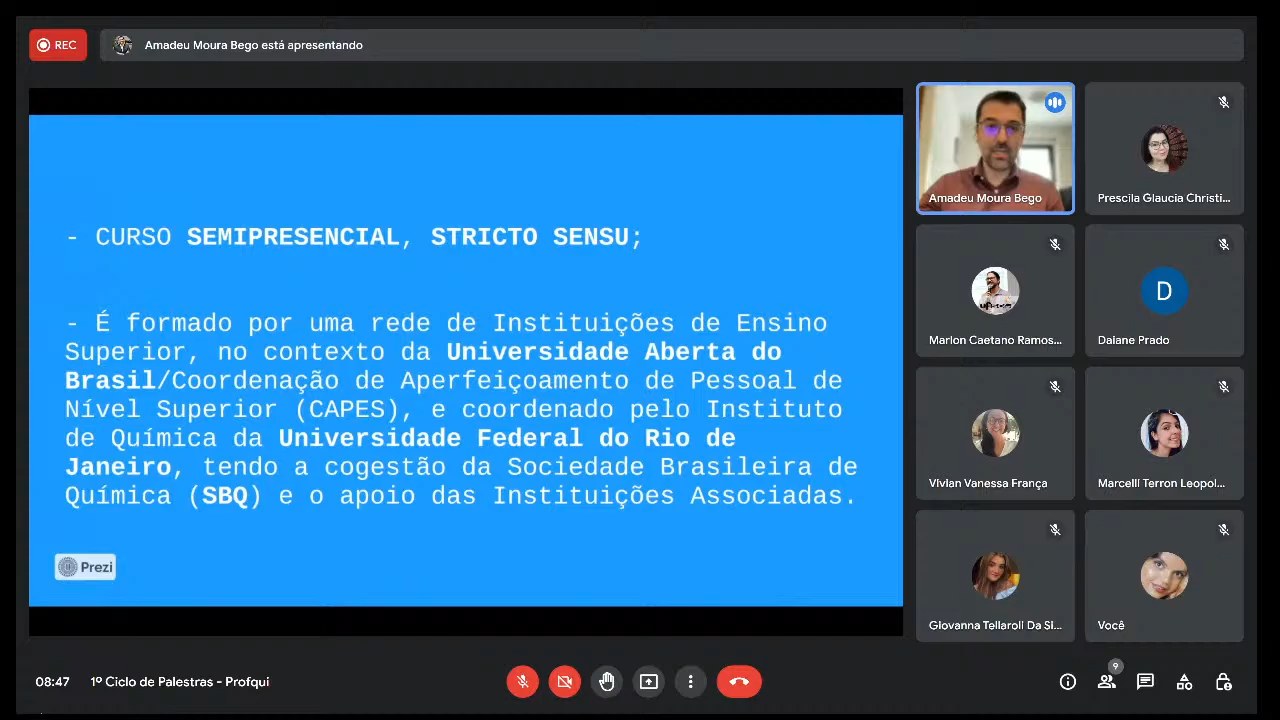 REC
Amadeu Moura Bego está apresentando
- CURSO SEMIPRESENCIAL, STRICTO SENSU;
- É formado por uma rede de Instituições de Ensino
Superior, no contexto da Universidade Aberta do
Brasil/Coordenação de Aperfeiçoamento de Pessoal de
Nível Superior (CAPES), e coordenado pelo Instituto
de Química da Universidade Federal do Rio de
Janeiro, tendo a cogestão da Sociedade Brasileira de
Química (SBQ) e o apoio das Instituições Associadas.
Prezi
Amadeu Moura Bego
Prescila Glaucia Christi...
Marlon Caetano Ramos...
D
Daiane Prado
Vivian Vanessa França
Marcelli Terron Leopol...
Giovanna Tellaroli Da Si...
Você
08:47
1º Ciclo de Palestras - Profqui
9